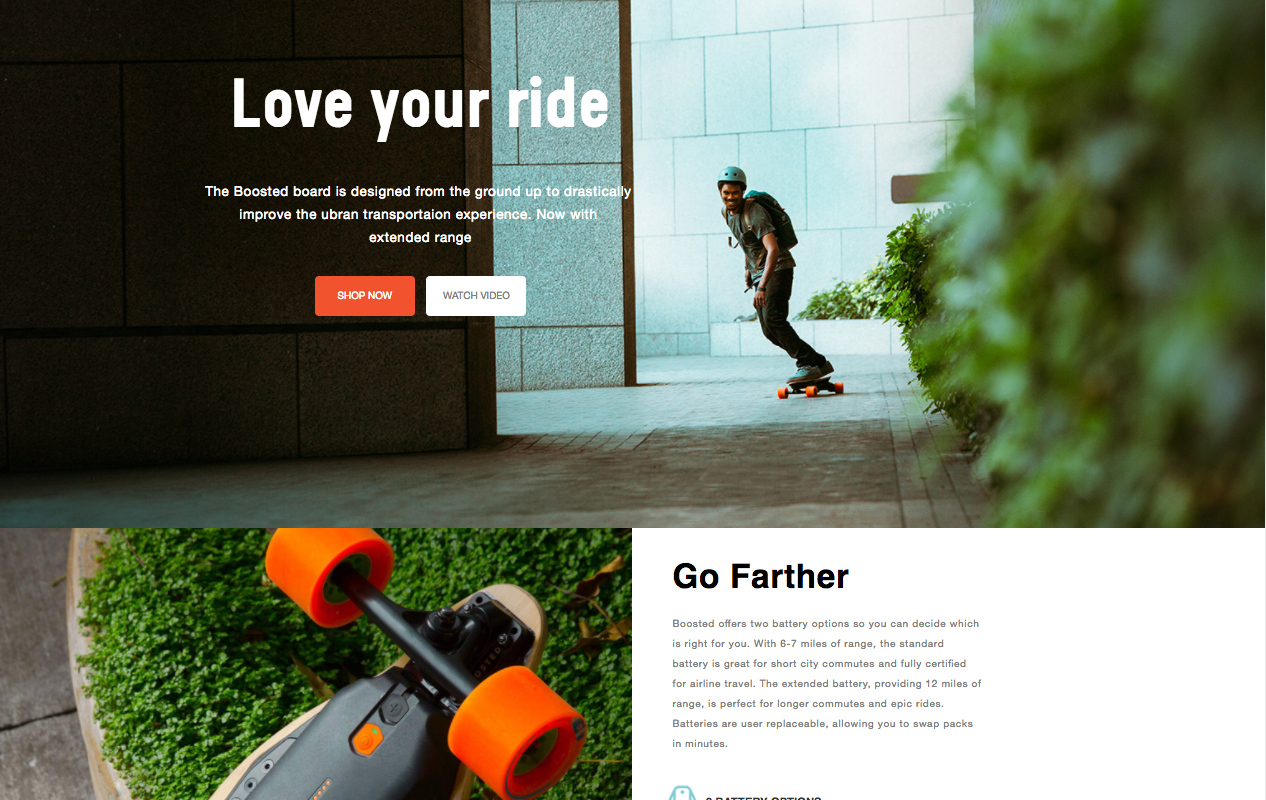 Love your ride
The Boosted board is designed from the ground up to drastically
improve the ubran transportaion experience. Now with
extended range
SHOP NOW
WATCH VIDEO
Go Farther
Boosted offers two battery options so you can decide which
is right for you. With 6-7 miles of range, the standard
battery is great for short city commutes and fully certified
for airline travel. The extended battery, providing 12 miles of
range, is perfect for longer commutes and epic rides.
Batteries are user replaceable, allowing you to swap packs
in minutes.
2 BATTERY OPTIONS